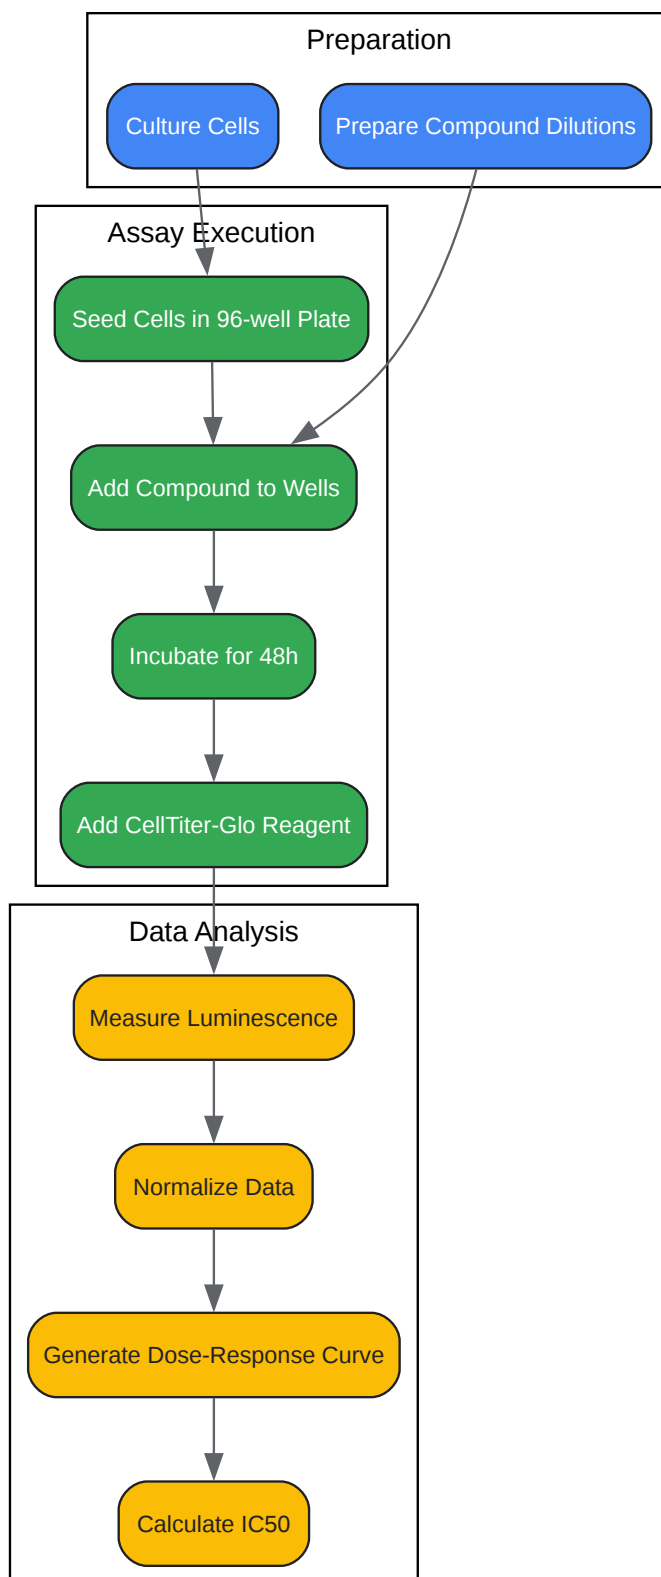 Preparation
Culture Cells
Prepare Compound Dilutions
Assay Execution
Seed Cells in 96-well Plate
Add Compound to Wells
Incubate for 48h
Add CellTiter-Glo Reagent
Data Analysis
Measure Luminescence
Normalize Data
Generate Dose-Response Curve
Calculate IC50